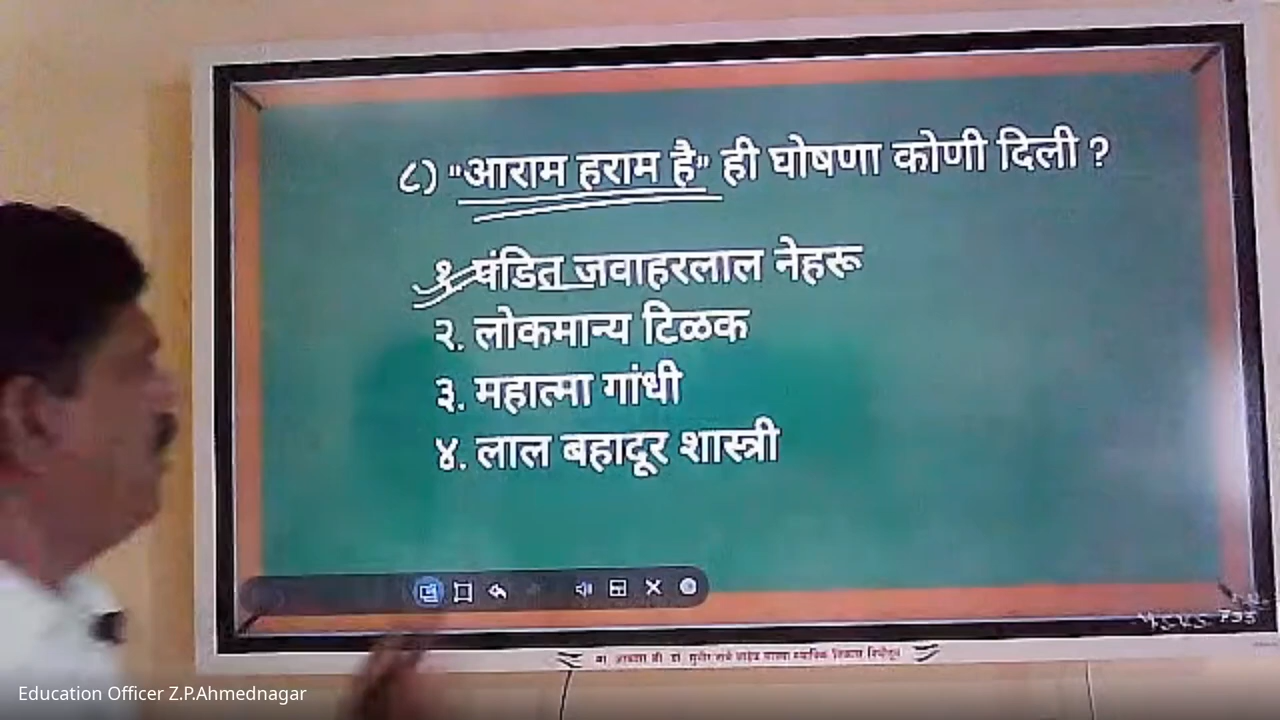 ८) "आराम हराम है" ही घोषणा कोणी दिली ?
१. पंडित जवाहरलाल नेहरू
२. लोकमान्य टिळक
३. महात्मा गांधी
४. लाल बहादूर शास्त्री
Education Officer Z.P.Ahmednagar